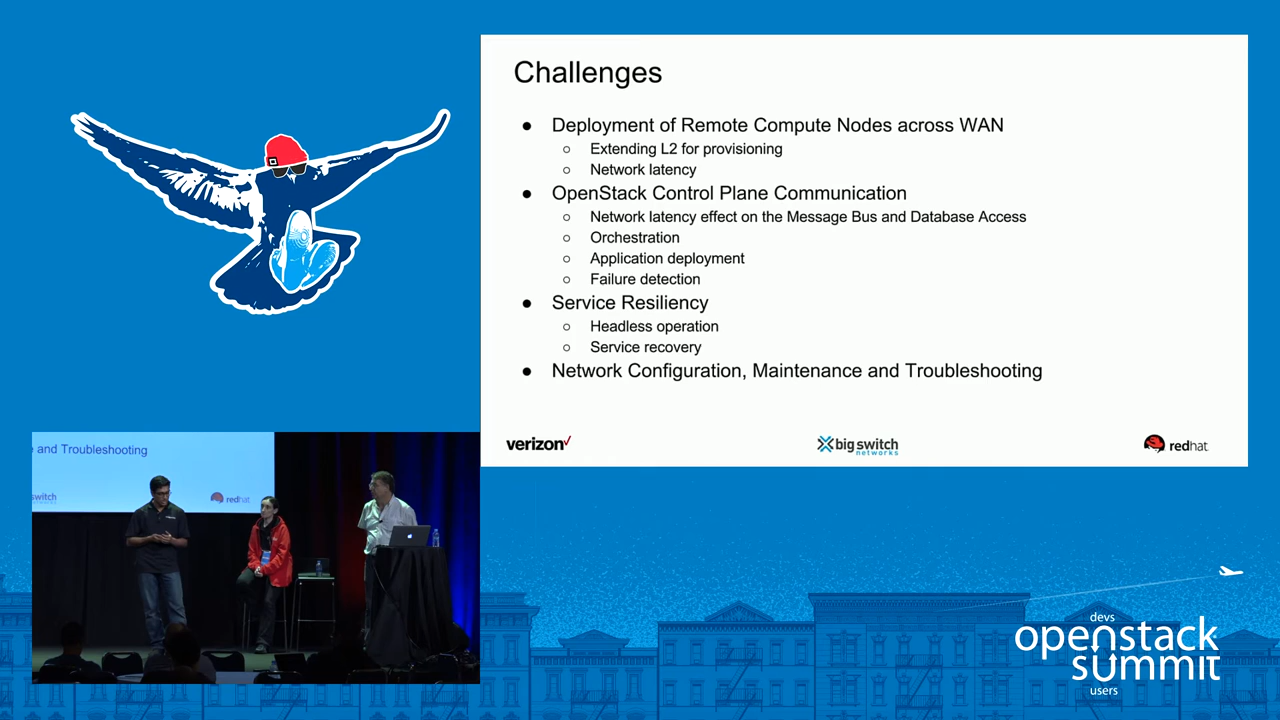 Challenges
● Deployment of Remote Compute Nodes across WAN
○ Extending L2 for provisioning
○ Network latency
● OpenStack Control Plane Communication
○ Network latency effect on the Message Bus and Database Access
○ Orchestration
○ Application deployment
○ Failure detection
● Service Resiliency
○ Headless operation
○ Service recovery
● Network Configuration, Maintenance and Troubleshooting
verizon✓
big switch
networks
redhat
and Troubleshooting
switch
redhat
devs
openstack
summit
users